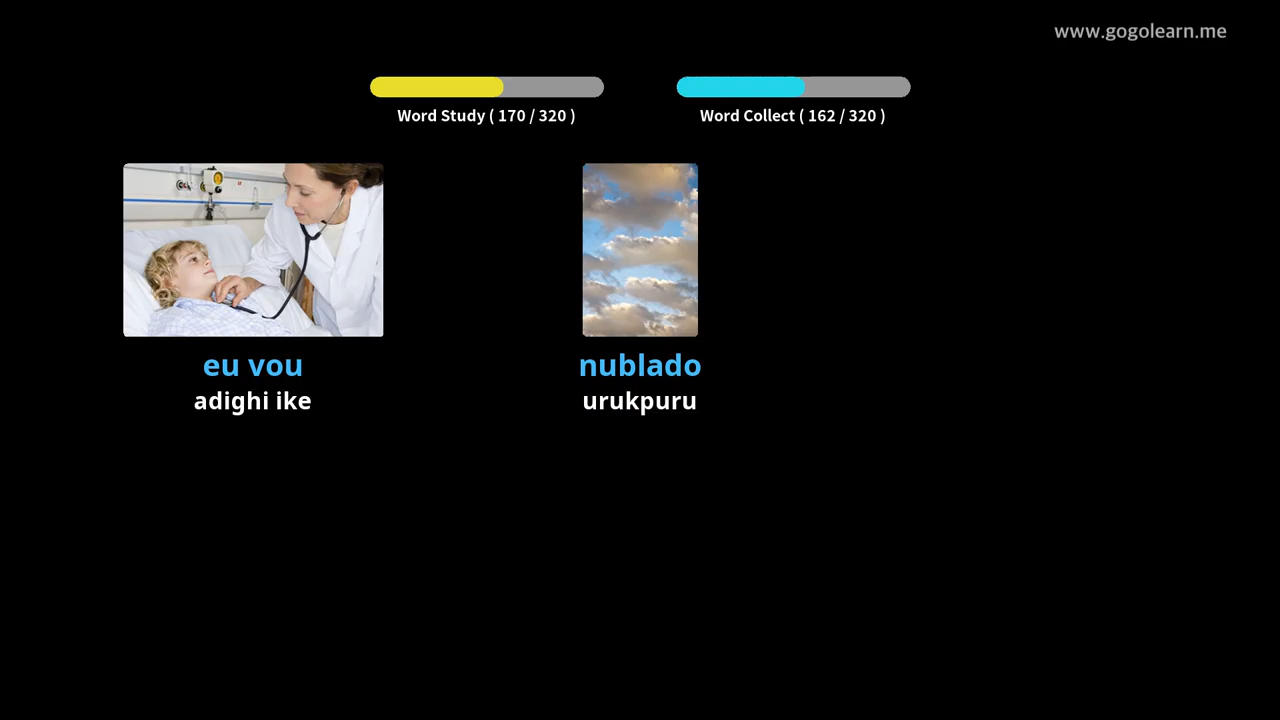 www.gogolearn.me
Word Study ( 170 / 320 )
Word Collect ( 162 / 320 )
eu vou
adighi ike
nublado
urukpuru